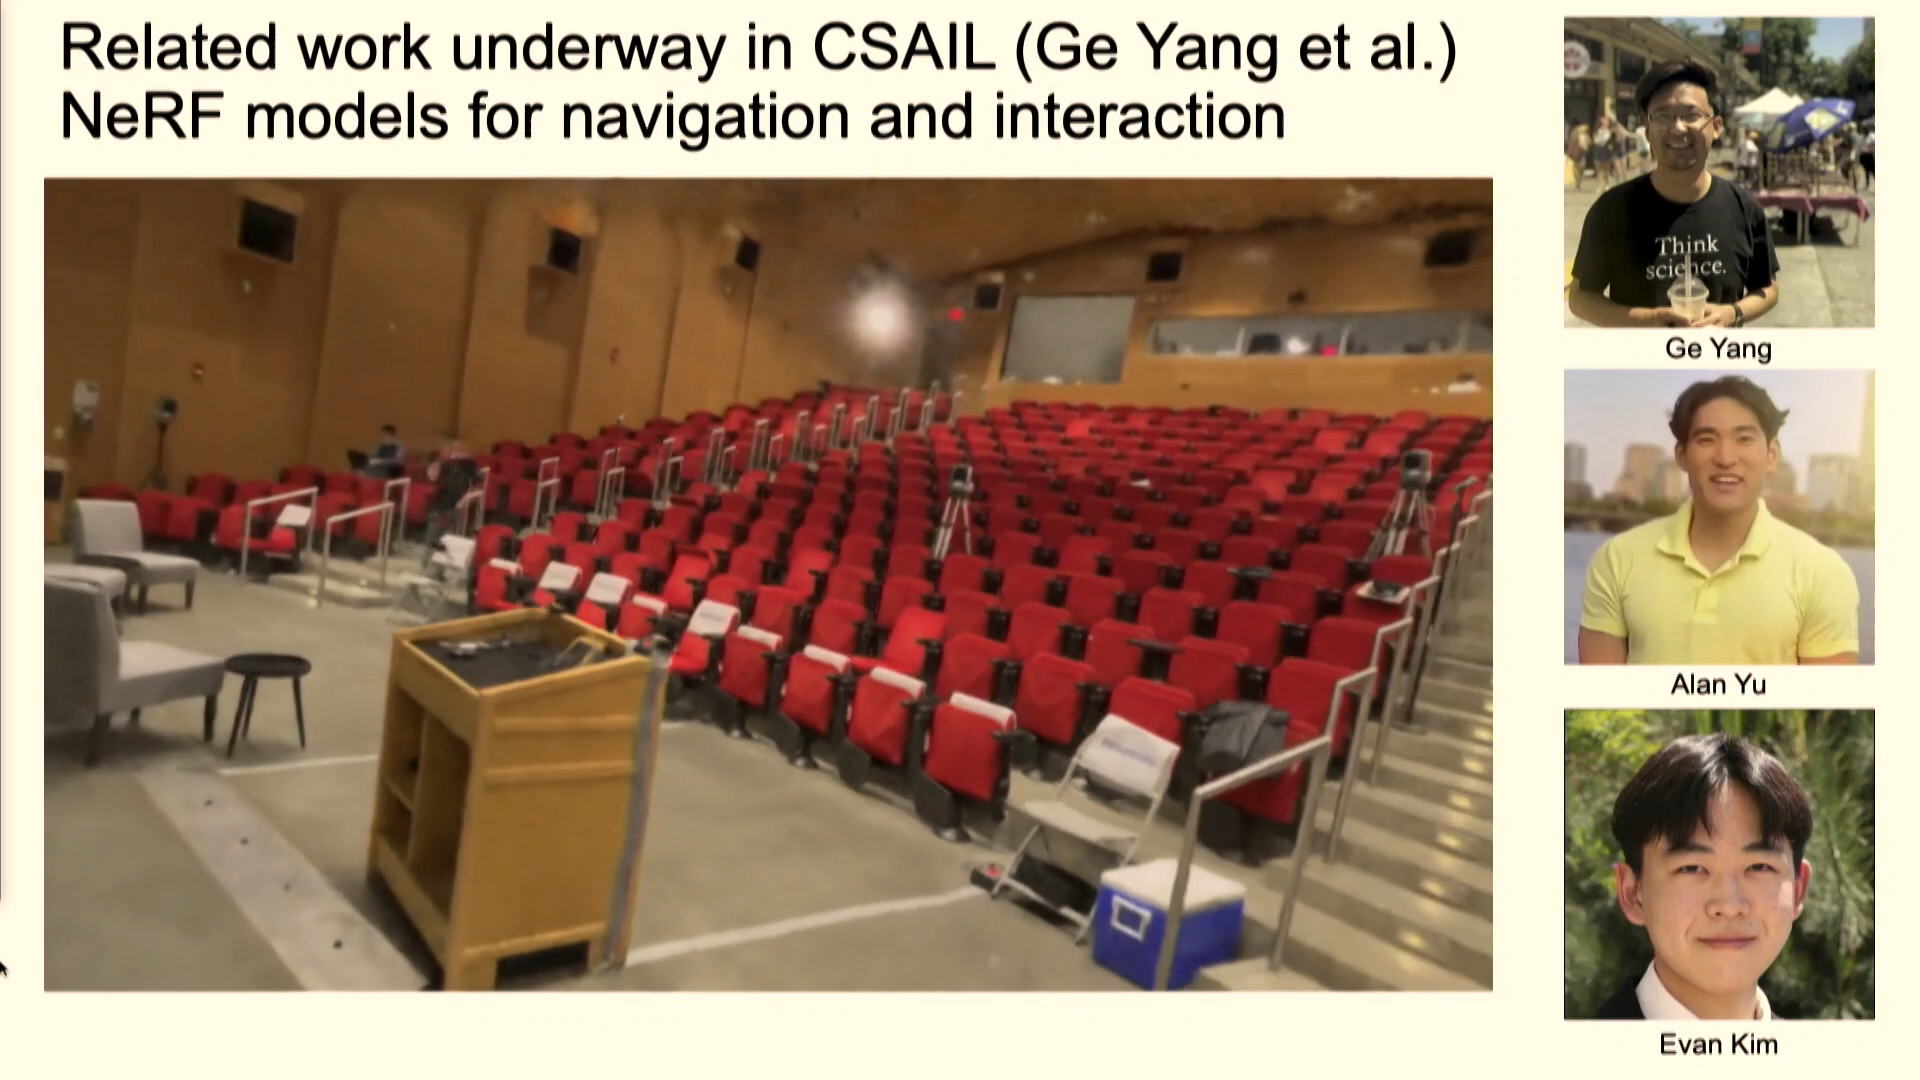 Related work underway in CSAIL (Ge Yang et al.)
NeRF models for navigation and interaction
Think
science.
Ge Yang
Alan Yu
Evan Kim